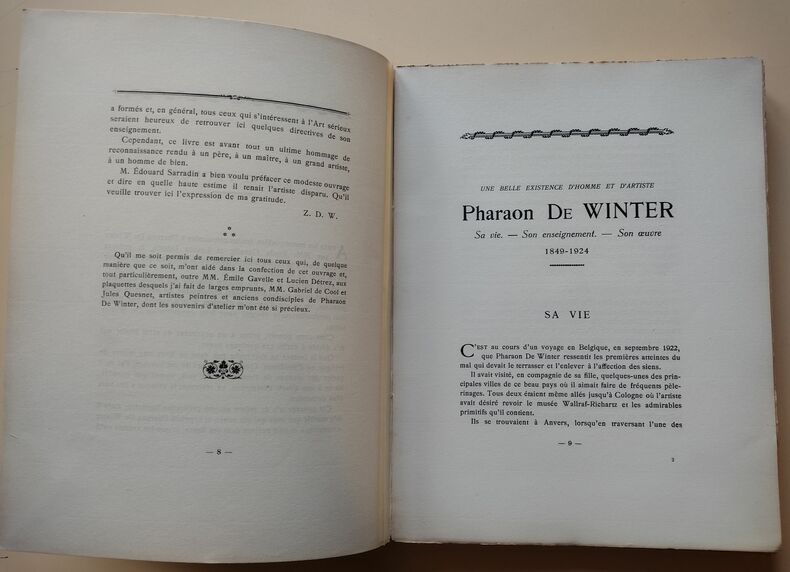 a formés et, en général, tous ceux qui s'intéressent à l'Art sérieux
seraient heureux de retrouver ici quelques directives de son
enseignement.
Cependant, ce livre est avant tout un ultime hommage de
reconnaissance rendu à un père, à un maître, à un grand artiste,
à un homme de bien.
M. Édouard Sarradin a bien voulu préfacer ce modeste ouvrage
et dire en quelle haute estime il tenait l'artiste disparu. Qu'il
veuille trouver ici l'expression de ma gratitude.
Z. D. W.
Qu'il me soit permis de remercier ici tous ceux qui, de quelque
manière que ce soit, m'ont aidé dans la confection de cet ouvrage et,
tout particulièrement, outre MM. Émile Gavelle et Lucien Détrez, aux
plaquettes desquels j'ai fait de larges emprunts, MM. Gabriel de Cool et
Jules Quesnet, artistes peintres et anciens condisciples de Pharaon
De Winter, dont les souvenirs d'atelier m'ont été si précieux.
— 8 —
UNE BELLE EXISTENCE D'HOMME ET D'ARTISTE
Pharaon DE WINTER
Sa vie. — Son enseignement. — Son œuvre
1849-1924
SA VIE
C'EST au cours d'un voyage en Belgique, en septembre 1922,
que Pharaon De Winter ressentit les premières atteintes du
mal qui devait le terrasser et l'enlever à l'affection des siens.
Il avait visité, en compagnie de sa fille, quelques-unes des prin-
cipales villes de ce beau pays où il aimait faire de fréquents pèle-
rinages. Tous deux étaient même allés jusqu'à Cologne où l'artiste
avait désiré revoir le musée Wallraf-Richartz et les admirables
primitifs qu'il contient.
Ils se trouvaient à Anvers, lorsqu'en traversant l'une des
— 9 —
2